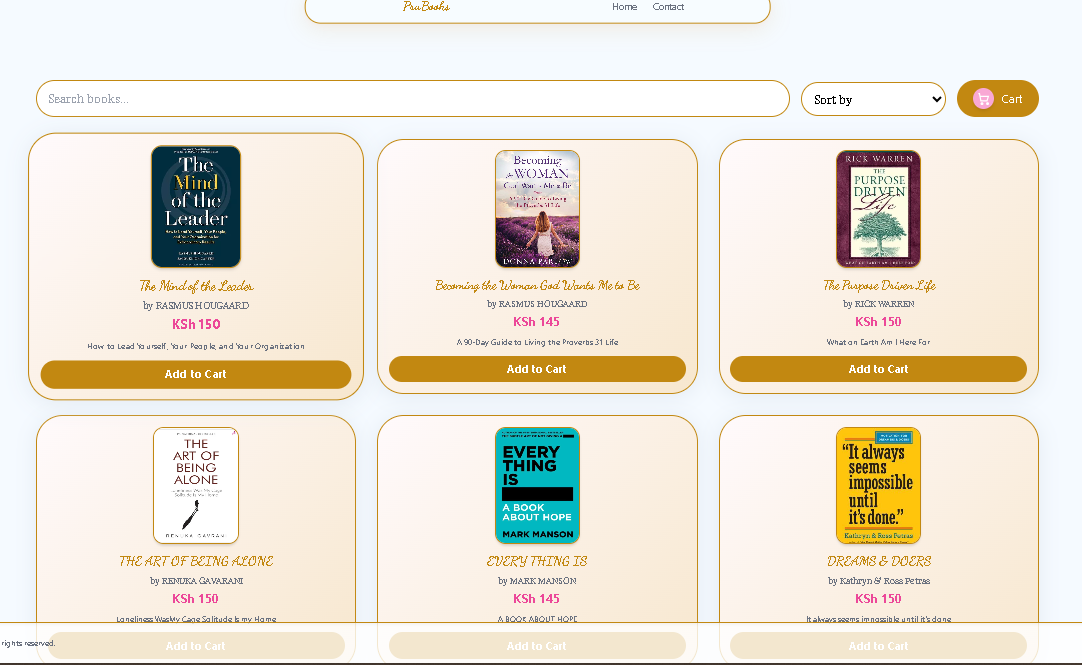 PraBooks
Home Contact
Search books...
Sort by
Cart
The Mind of the Leader
The Mind of the Leader
by RASMUS HOUGAARD
KSh 150
How to Lead Yourself, Your People, and Your Organization
Add to Cart
Becoming
the WOMAN
God Wants Me to Be
DONNA PARTOW
Becoming the Woman God Wants Me to Be
by RASMUS HOUGAARD
KSh 145
A 90-Day Guide to Living the Proverbs 31 Life
Add to Cart
RICK WARREN
THE
PURPOSE
DRIVEN
Life
The Purpose Driven Life
by RICK WARREN
KSh 150
What on Earth Am I Here For
Add to Cart
THE
ART OF
BEING
ALONE
THE ART OF BEING ALONE
by RENUKA GAVARANI
KSh 150
Loneliness WasMy Cage Solitude Is my Home
Add to Cart
EVERY
THING
IS
A BOOK
ABOUT HOPE
MARK MANSON
EVERY THING IS
by MARK MANSON
KSh 145
A BOOK ABOUT HOPE
Add to Cart
“It always
seems
impossible
until
it’s done.”
Kathryn & Ross Petras
DREAMS & DOERS
by Kathryn & Ross Petras
KSh 150
It always seems impossible until it's done
Add to Cart
rights reserved.